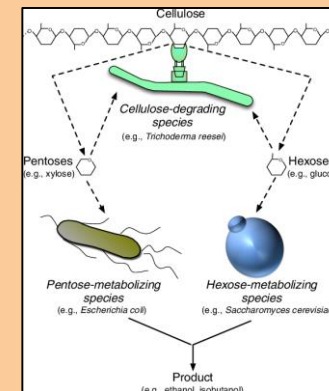 Cellulose
Cellulose-degrading
species
(e.g., Trichoderma reesei)
Pentoses
(e.g., xylose)
Hexose
(e.g., gluco
Pentose-metabolizing
species
(e.g., Escherichia coli)
Hexose-metabolizing
species
(e.g., Saccharomyces cerevisiae
Product
(e.g., ethanol, isobutanol)